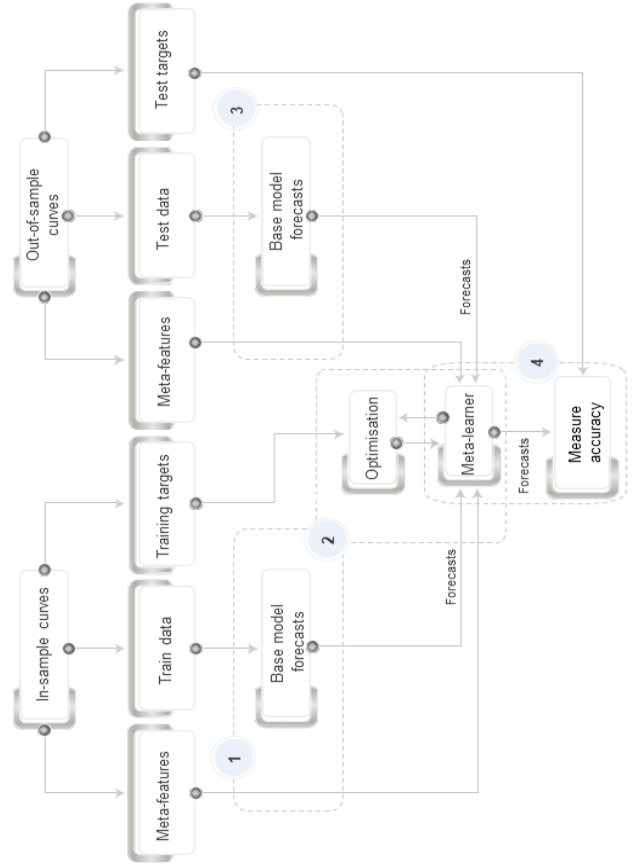 In-sample curves
Out-of-sample
curves
Meta-features
Train data
Training targets
Meta-features
Test data
Test targets
1
Base model
forecasts
3
Base model
forecasts
2
Optimisation
Forecasts
Forecasts
Meta-learner
4
Forecasts
Measure
accuracy